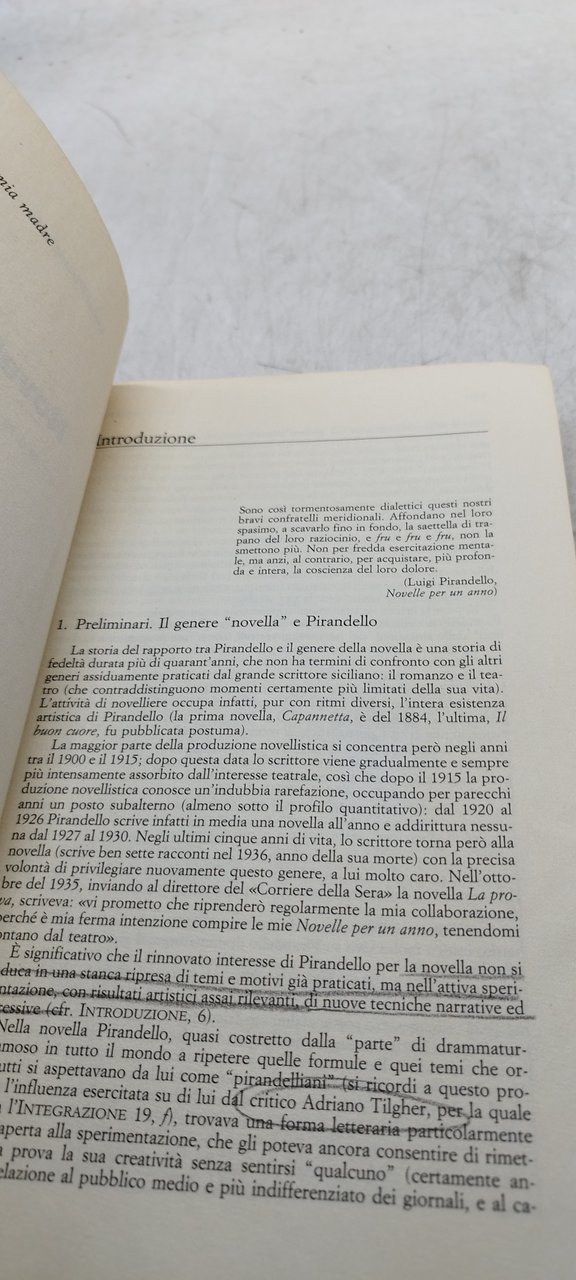 mia madre
Introduzione
Sono così tormentosamente dialettici questi nostri
bravi confratelli meridionali. Affondano nel loro
spasimo, a scavarlo fino in fondo, la saettella di tra-
pano del loro raziocinio, e fru e fru e fru, non la
smettono più. Non per fredda esercitazione menta-
le, ma anzi, al contrario, per acquistare, più profon-
da e intera, la coscienza del loro dolore.
(Luigi Pirandello,
Novelle per un anno)
1. Preliminari. Il genere “novella” e Pirandello
La storia del rapporto tra Pirandello e il genere della novella è una storia di
fedeltà durata più di quarant'anni, che non ha termini di confronto con gli altri
generi assiduamente praticati dal grande scrittore siciliano: il romanzo e il tea-
tro (che contraddistinguono momenti certamente più limitati della sua vita).
L'attività di novelliere occupa infatti, pur con ritmi diversi, l'intera esistenza
artistica di Pirandello (la prima novella, Capannetta, è del 1884, l'ultima, Il
buon cuore, fu pubblicata postuma).
La maggior parte della produzione novellistica si concentra però negli anni
tra il 1900 e il 1915; dopo questa data lo scrittore viene gradualmente e sempre
più intensamente assorbito dall'interesse teatrale, così che dopo il 1915 la pro-
duzione novellistica conosce un'indubbia rarefazione, occupando per parecchi
anni un posto subalterno (almeno sotto il profilo quantitativo): dal 1920 al
1926 Pirandello scrive infatti in media una novella all'anno e addirittura nessu-
na dal 1927 al 1930. Negli ultimi cinque anni di vita, lo scrittore torna però alla
novella (scrive ben sette racconti nel 1936, anno della sua morte) con la precisa
volontà di privilegiare nuovamente questo genere, a lui molto caro. Nell'otto-
bre del 1935, inviando al direttore del «Corriere della Sera» la novella La pro-
va, scriveva: «vi prometto che riprenderò regolarmente la mia collaborazione,
perché è mia ferma intenzione compire le mie Novelle per un anno, tenendomi
ontano dal teatro».
È significativo che il rinnovato interesse di Pirandello per la novella non si
duca in una stanca ripresa di temi e motivi già praticati, ma nell'attiva speri-
ntazione, con risultati artistici assai rilevanti, di nuove tecniche narrative ed
ressive (cfr. INTRODUZIONE, 6).
Nella novella Pirandello, quasi costretto dalla “parte” di drammatur-
amoso in tutto il mondo a ripetere quelle formule e quei temi che or-
utti si aspettavano da lui come “pirandelliani” (si ricordi a questo pro-
l'influenza esercitata su di lui dal critico Adriano Tilgher, per la quale
l'INTEGRAZIONE 19, f), trovava una forma letteraria particolarmente
aperta alla sperimentazione, che gli poteva ancora consentire di rimet-
a prova la sua creatività senza sentirsi “qualcuno” (certamente an-
elazione al pubblico medio e più indifferenziato dei giornali, e al ca-